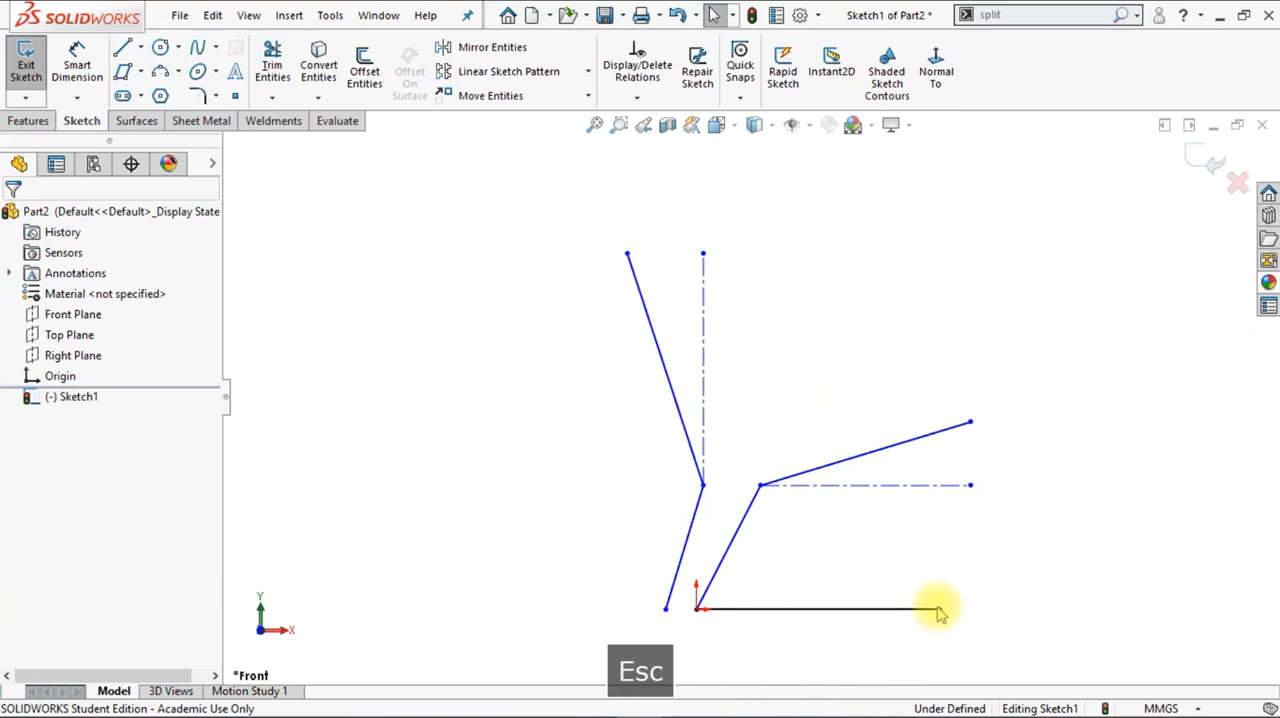 SOLIDWORKS File Edit View Insert Tools Window Help Sketch1 of Part2 * split
Exit Sketch
Smart Dimension
Trim Entities
Convert Entities
Offset Entities
Offset On Surface
Mirror Entities
Linear Sketch Pattern
Move Entities
Display/Delete Relations
Repair Sketch
Quick Snaps
Rapid Sketch
Instant2D
Shaded Sketch Contours
Normal To
Features Sketch Surfaces Sheet Metal Weldments Evaluate
Part2 (Default<<Default>_Display State
History
Sensors
Annotations
Material <not specified>
Front Plane
Top Plane
Right Plane
Origin
(-) Sketch1
Y
X
*Front
Esc
Model 3D Views Motion Study 1
SOLIDWORKS Student Edition - Academic Use Only Under Defined Editing Sketch1 MMGS